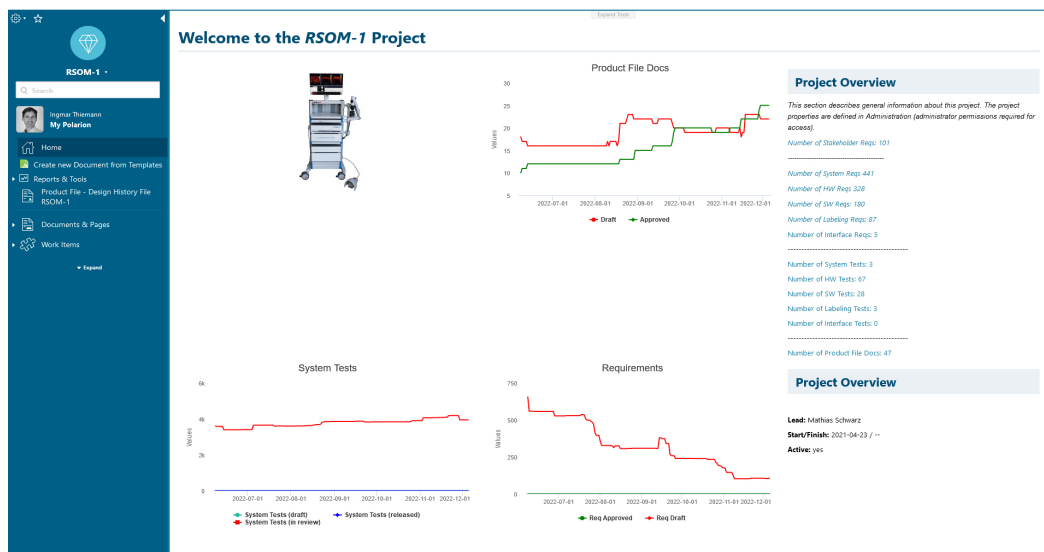 Expand Tools
RSOM-1
Search
Ingmar Thiemann
My Polarion
Home
Create new Document from Templates
Reports & Tools
Product File - Design History File
RSOM-1
Documents & Pages
Work Items
Expand
Welcome to the RSOM-1 Project
Product File Docs
30
25
20
15
10
5
Values
2022-07-01
2022-08-01
2022-09-01
2022-10-01
2022-11-01
2022-12-01
Draft
Approved
System Tests
6k
4k
2k
0
Values
2022-07-01
2022-08-01
2022-09-01
2022-10-01
2022-11-01
2022-12-01
System Tests (draft)
System Tests (released)
System Tests (in review)
Requirements
750
500
250
0
Values
2022-07-01
2022-08-01
2022-09-01
2022-10-01
2022-11-01
2022-12-01
Req Approved
Req Draft
Project Overview
This section describes general information about this project. The project
properties are defined in Administration (administrator permissions required for
access).
Number of Stakeholder Reqs: 101
----------------------------------------
Number of System Reqs 441
Number of HW Reqs 328
Number of SW Reqs: 180
Number of Labeling Reqs: 87
Number of Interface Reqs: 5
----------------------------------------
Number of System Tests: 3
Number of HW Tests: 67
Number of SW Tests: 28
Number of Labeling Tests: 3
Number of Interface Tests: 0
----------------------------------------
Number of Product File Docs: 47
Project Overview
Lead: Mathias Schwarz
Start/Finish: 2021-04-23 / --
Active: yes